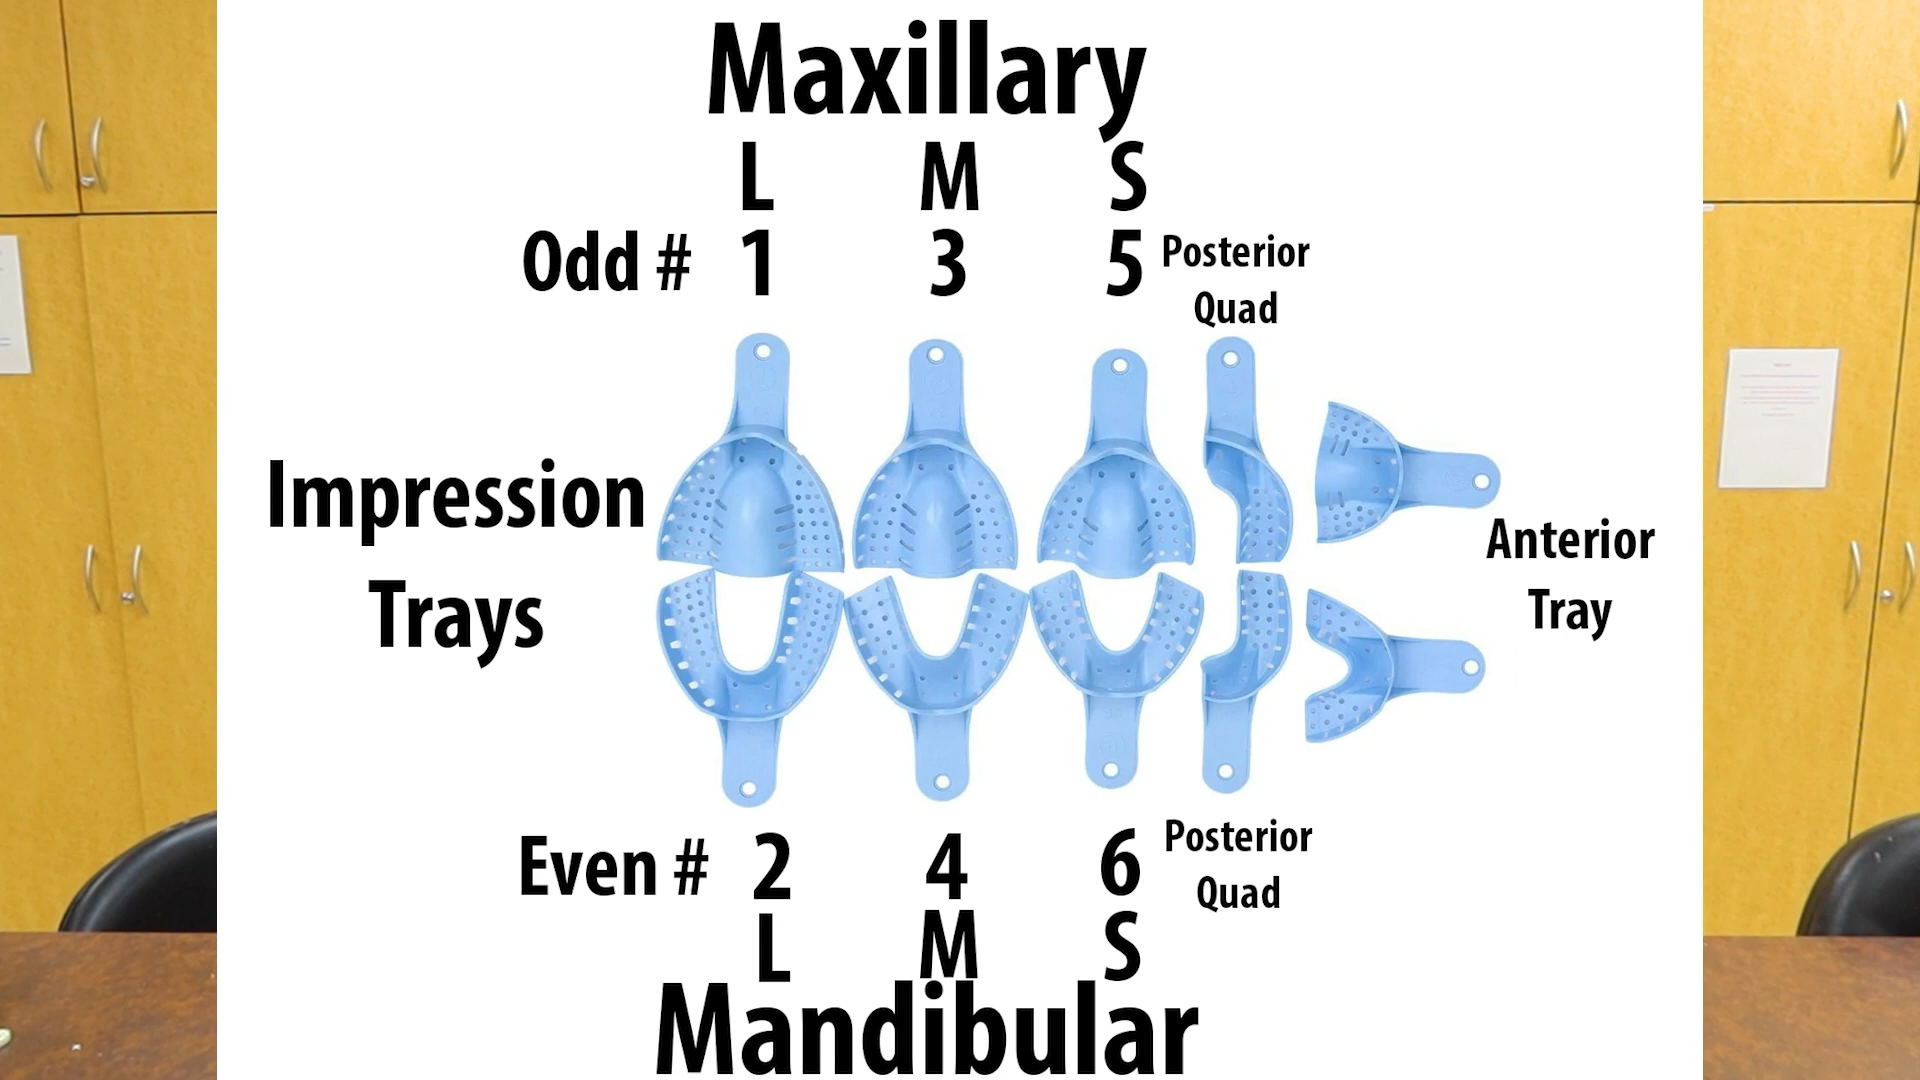 Maxillary
L M S
Odd # 1 3 5 Posterior
Quad
Impression
Trays
Anterior
Tray
Even # 2 4 6 Posterior
Quad
L M S
Mandibular